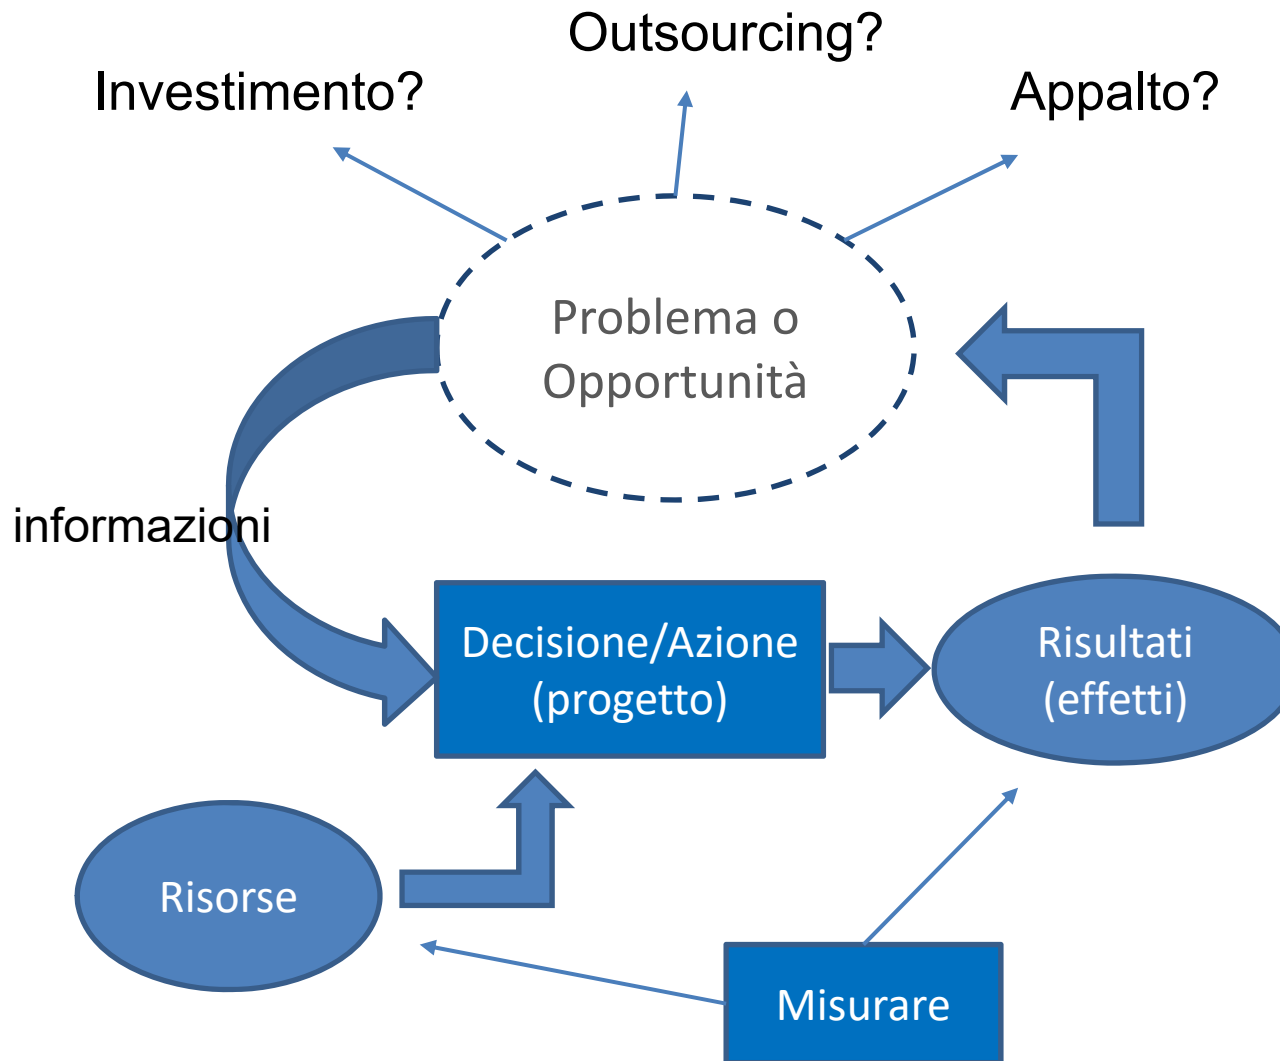 Outsourcing?
Investimento?
Appalto?
Problema o
Opportunità
informazioni
Decisione/Azione
(progetto)
Risultati
(effetti)
Risorse
Misurare